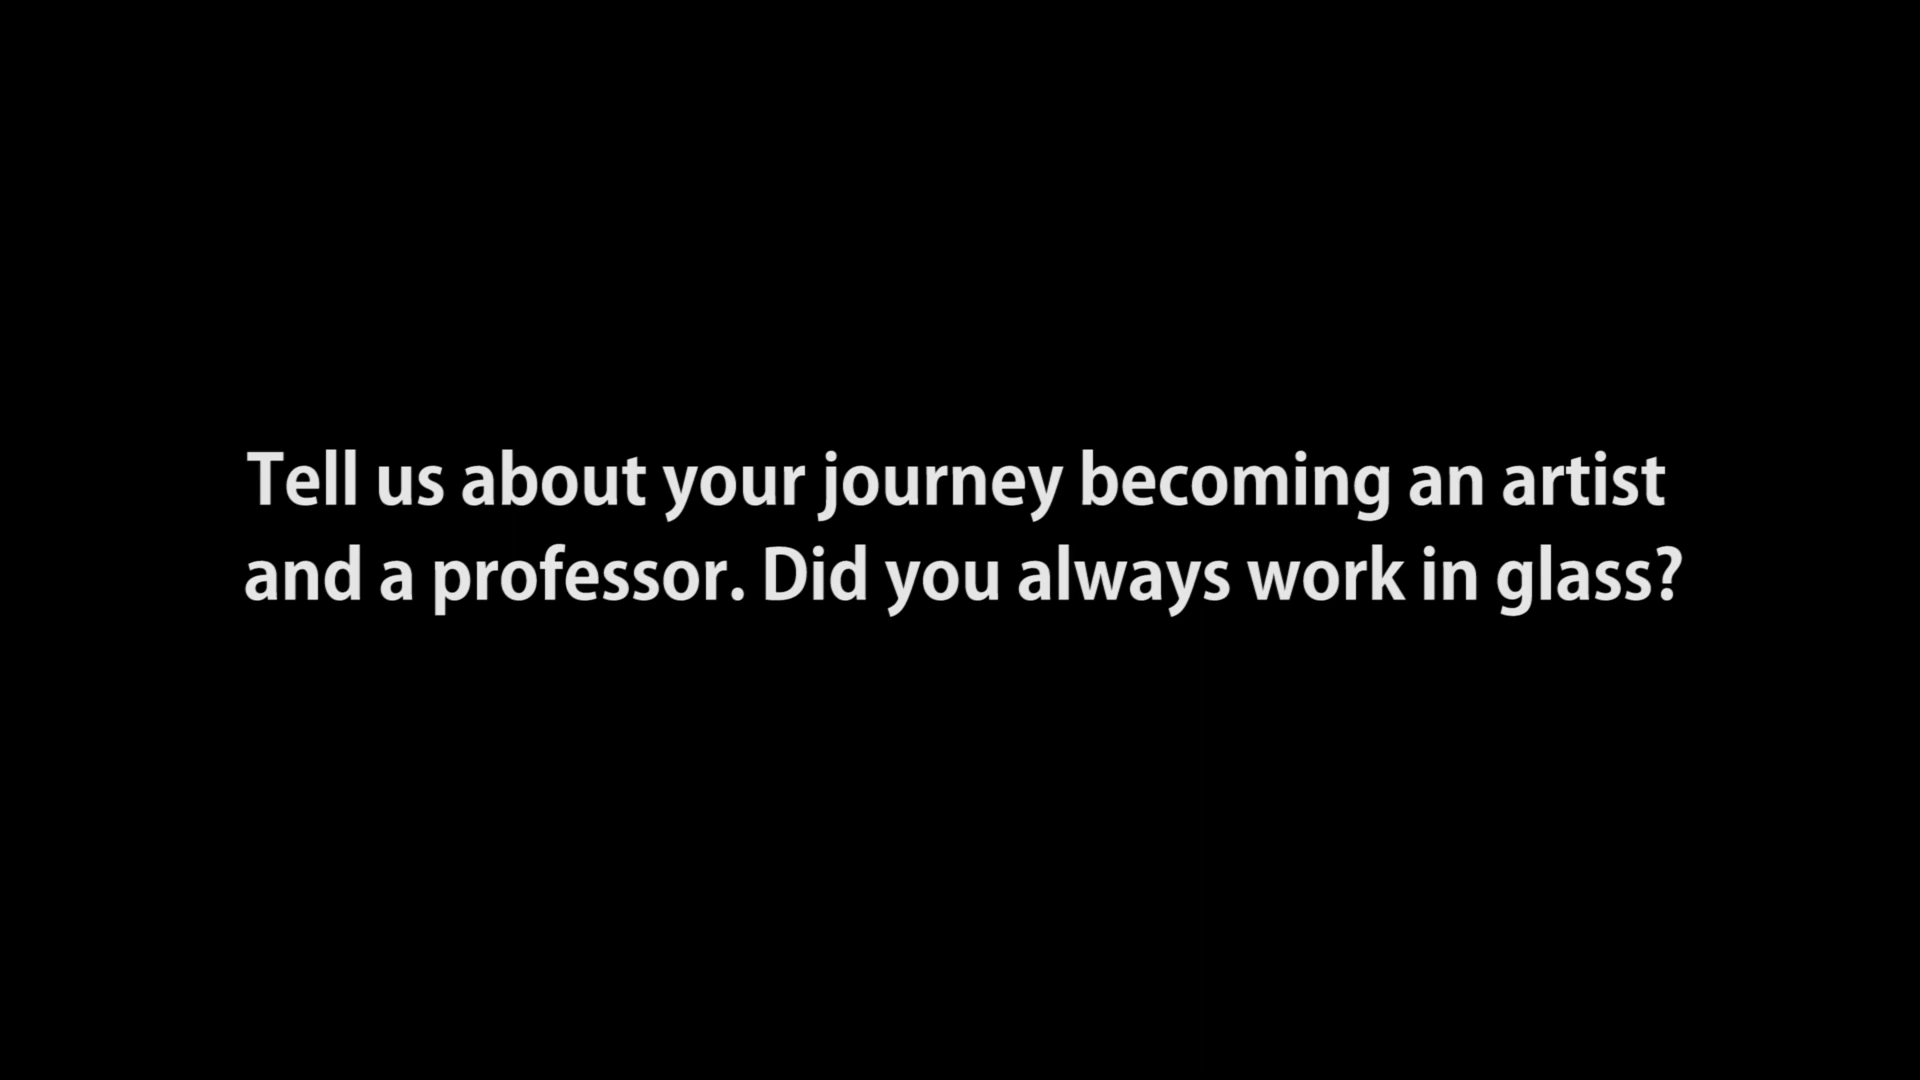 Tell us about your journey becoming an artist
and a professor. Did you always work in glass?